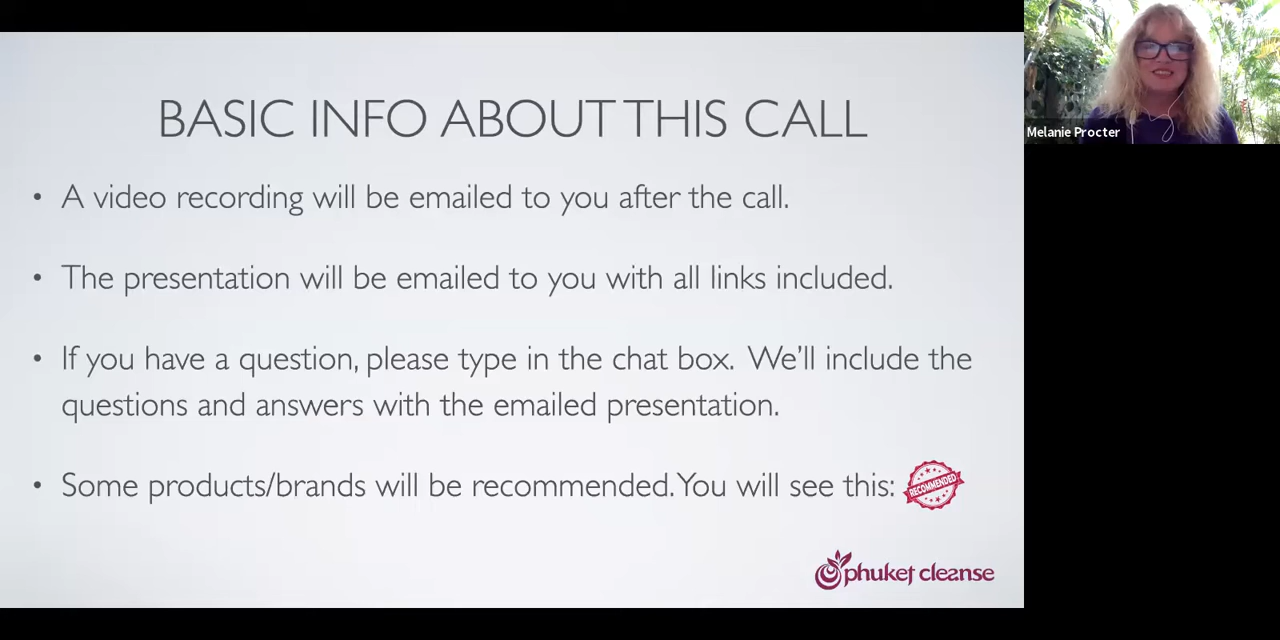 BASIC INFO ABOUT THIS CALL
• A video recording will be emailed to you after the call.
• The presentation will be emailed to you with all links included.
• If you have a question, please type in the chat box. We'll include the
questions and answers with the emailed presentation.
• Some products/brands will be recommended. You will see this:
RECOMMENDED
phuket cleanse
Melanie Procter